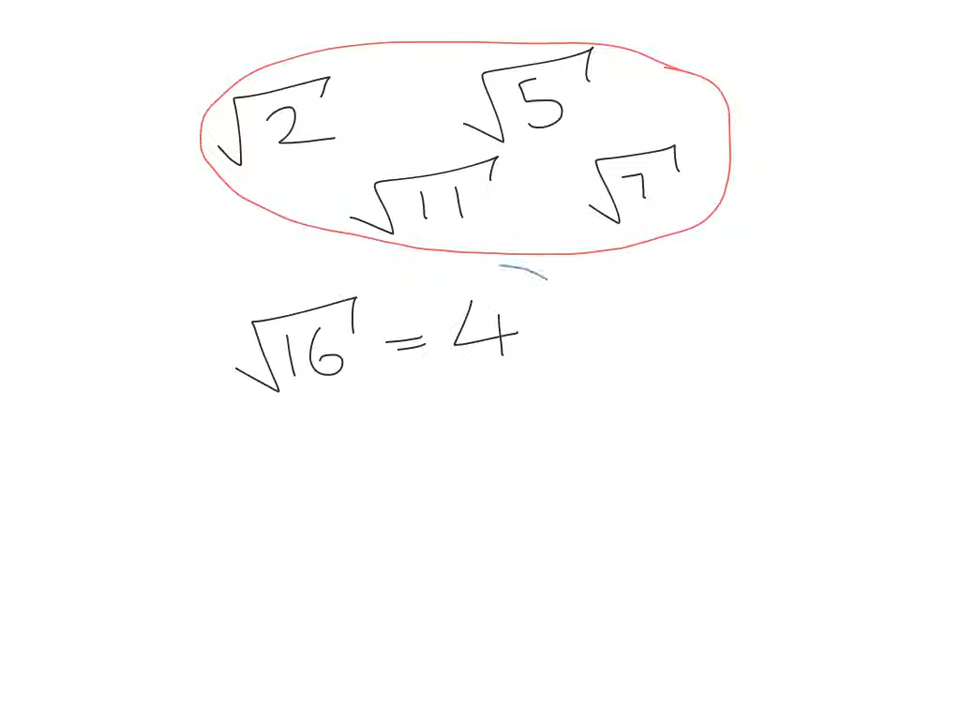 √2 √5
√11 √7
√16 = 4